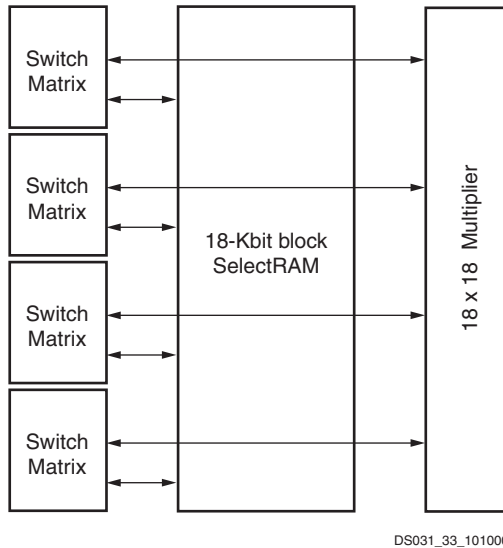 Switch
Matrix
Switch
Matrix
Switch
Matrix
Switch
Matrix
18-Kbit block
SelectRAM
18 x 18 Multiplier